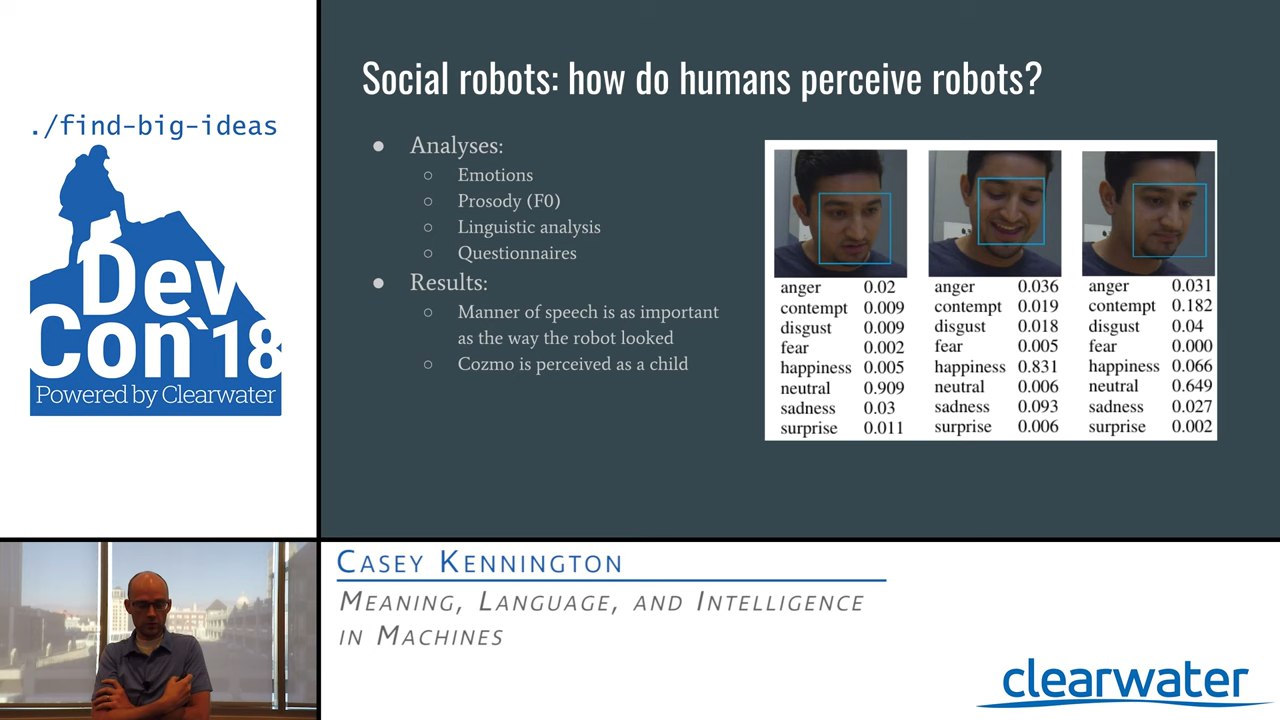 ./find-big-ideas
Dev
Con`18
Powered by Clearwater
Social robots: how do humans perceive robots?
● Analyses:
○ Emotions
○ Prosody (F0)
○ Linguistic analysis
○ Questionnaires
● Results:
○ Manner of speech is as important
as the way the robot looked
○ Cozmo is perceived as a child
anger 0.02
contempt 0.009
disgust 0.009
fear 0.002
happiness 0.005
neutral 0.909
sadness 0.03
surprise 0.011
anger 0.036
contempt 0.019
disgust 0.018
fear 0.005
happiness 0.831
neutral 0.006
sadness 0.093
surprise 0.006
anger 0.031
contempt 0.182
disgust 0.04
fear 0.000
happiness 0.066
neutral 0.649
sadness 0.027
surprise 0.002
Casey Kennington
Meaning, Language, and Intelligence
in Machines
clearwater